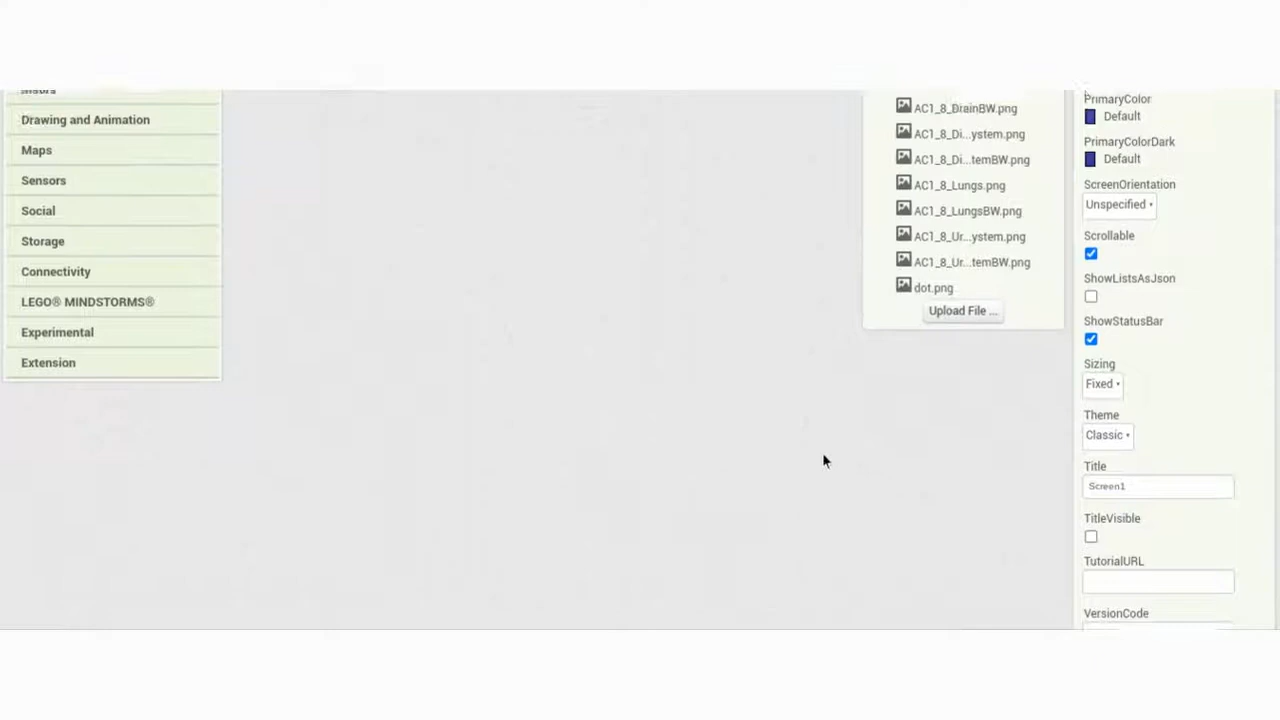 Drawing and Animation
Maps
Sensors
Social
Storage
Connectivity
LEGO® MINDSTORMS®
Experimental
Extension
AC1_8_BrainBW.png
AC1_8_Di...ystem.png
AC1_8_Di...temBW.png
AC1_8_Lungs.png
AC1_8_LungsBW.png
AC1_8_Ur...ystem.png
AC1_8_Ur...temBW.png
dot.png
Upload File ...
PrimaryColor
Default
PrimaryColorDark
Default
ScreenOrientation
Unspecified
Scrollable
ShowListsAsJson
ShowStatusBar
Sizing
Fixed
Theme
Classic
Title
Screen1
TitleVisible
TutorialURL
VersionCode